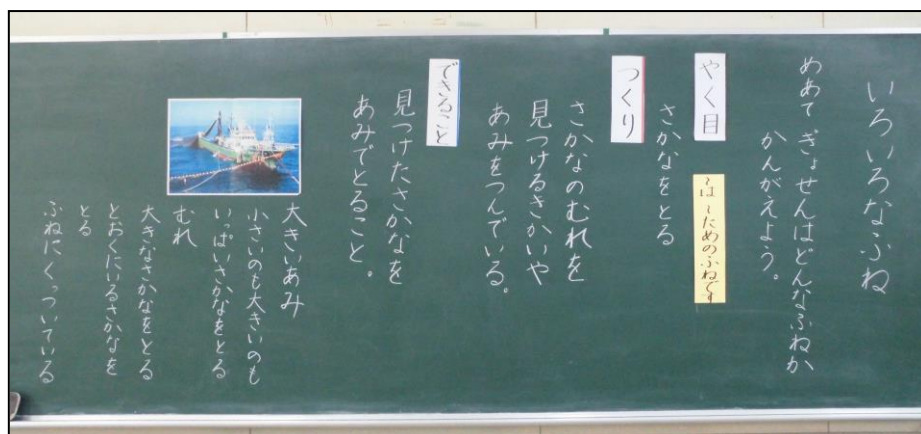 いろいろなふね
めあて ぎょせんはどんなふねか
かんがえよう。
やく目
〜は〜ためのふねです
さかなをとる
つくり
さかなのむれを
見つけるきかいや
あみをつんでいる。
できること
見つけたさかなを
あみでとること。
大きいあみ
小さいのも大きいのも
いっぱいさかなをとる
むれ
大きなさかなをとる
とおくにいるさかなを
とる
ふねにくっついている